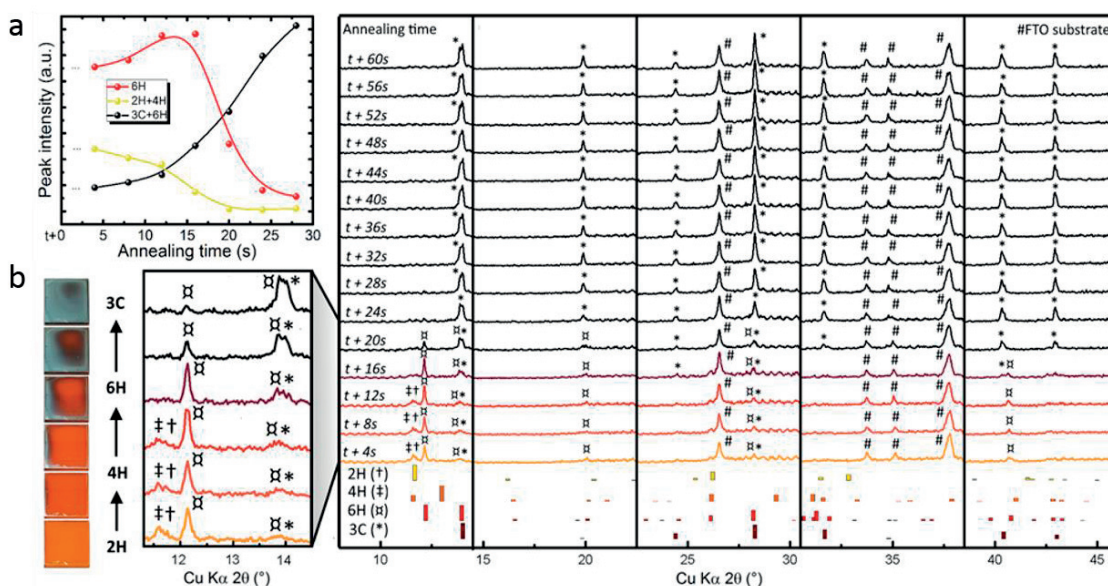 a
Peak intensity (a.u.)
6H
2H+4H
3C+6H
...
...
...
t+0 5 10 15 20 25 30
Annealing time (s)
b
3C
6H
4H
2H
¤ ¤ *
¤ ¤ *
¤ ¤ *
‡ † ¤ ¤ *
‡ † ¤ ¤ *
‡ † ¤ ¤ *
12 13 14
Cu Kα 2θ (°)
Annealing time #FTO substrate
t + 60s * * * # * * # # # * *
t + 56s * * * # * * # # # * *
t + 52s * * * # * * # # # * *
t + 48s * * * # * * # # # * *
t + 44s * * * # * * # # # * *
t + 40s * * * # * * # # # * *
t + 36s * * * # * * # # # * *
t + 32s * * * # * * # # # * *
t + 28s * * * # * * # # # * *
t + 24s * * * # * * # # # * *
t + 20s ¤ ¤ * ¤ * # ¤ * * # # # * *
t + 16s ¤ ¤ * ¤ * # ¤ * # # # * ¤
t + 12s ‡ † ¤ ¤ * ¤ # ¤ * # # # ¤
t + 8s ‡ † ¤ ¤ * ¤ # ¤ * # # # ¤
t + 4s ‡ † ¤ ¤ * ¤ # ¤ * # # # ¤
2H (†)
4H (‡)
6H (¤)
3C (*)
10 15 20 25 30 35 40 45
Cu Kα 2θ (°) Cu Kα 2θ (°)